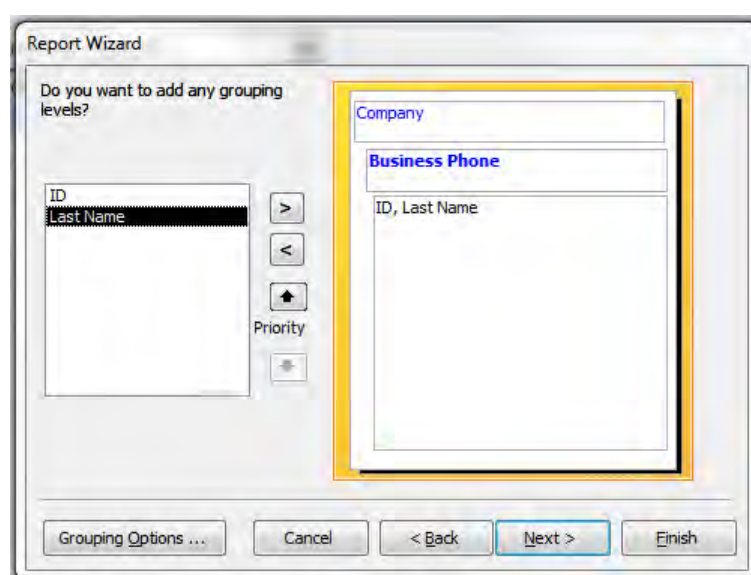 Report Wizard
Do you want to add any grouping
levels?
ID
Last Name
>
<
Priority
Company
Business Phone
ID, Last Name
Grouping Options ...
Cancel
< Back
Next >
Finish